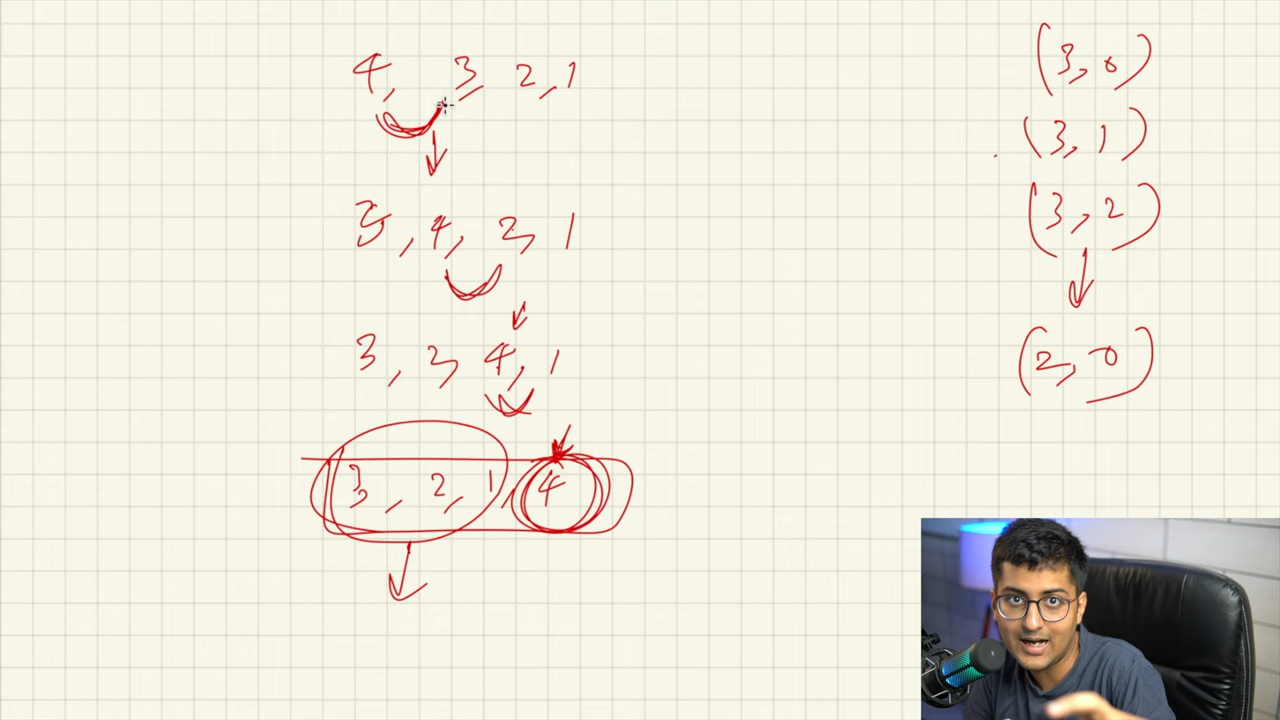 4, 3, 2, 1
3, 4, 2, 1
3, 2, 4, 1
3, 2, 1, 4
(3, 0)
(3, 1)
(3, 2)
(2, 0)